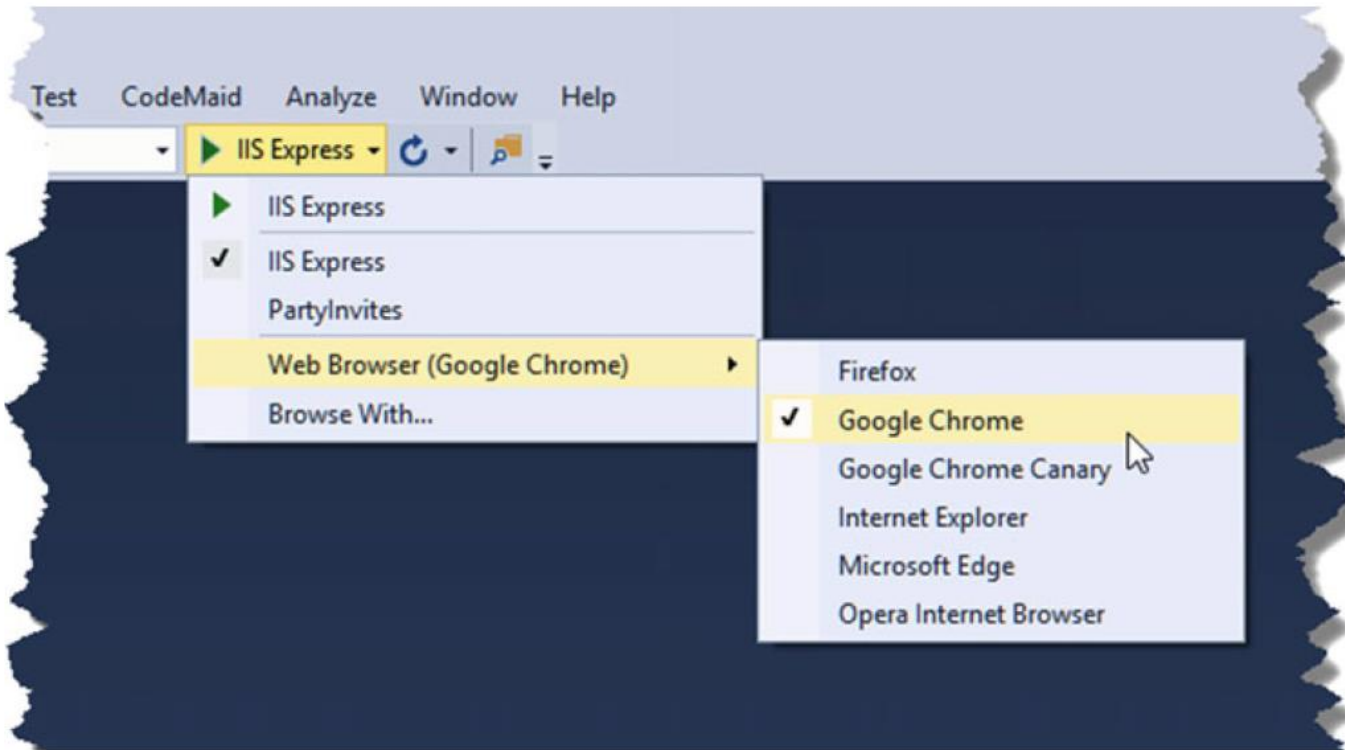 Test CodeMaid Analyze Window Help
IIS Express
IIS Express
IIS Express
PartyInvites
Web Browser (Google Chrome)
Browse With...
Firefox
Google Chrome
Google Chrome Canary
Internet Explorer
Microsoft Edge
Opera Internet Browser